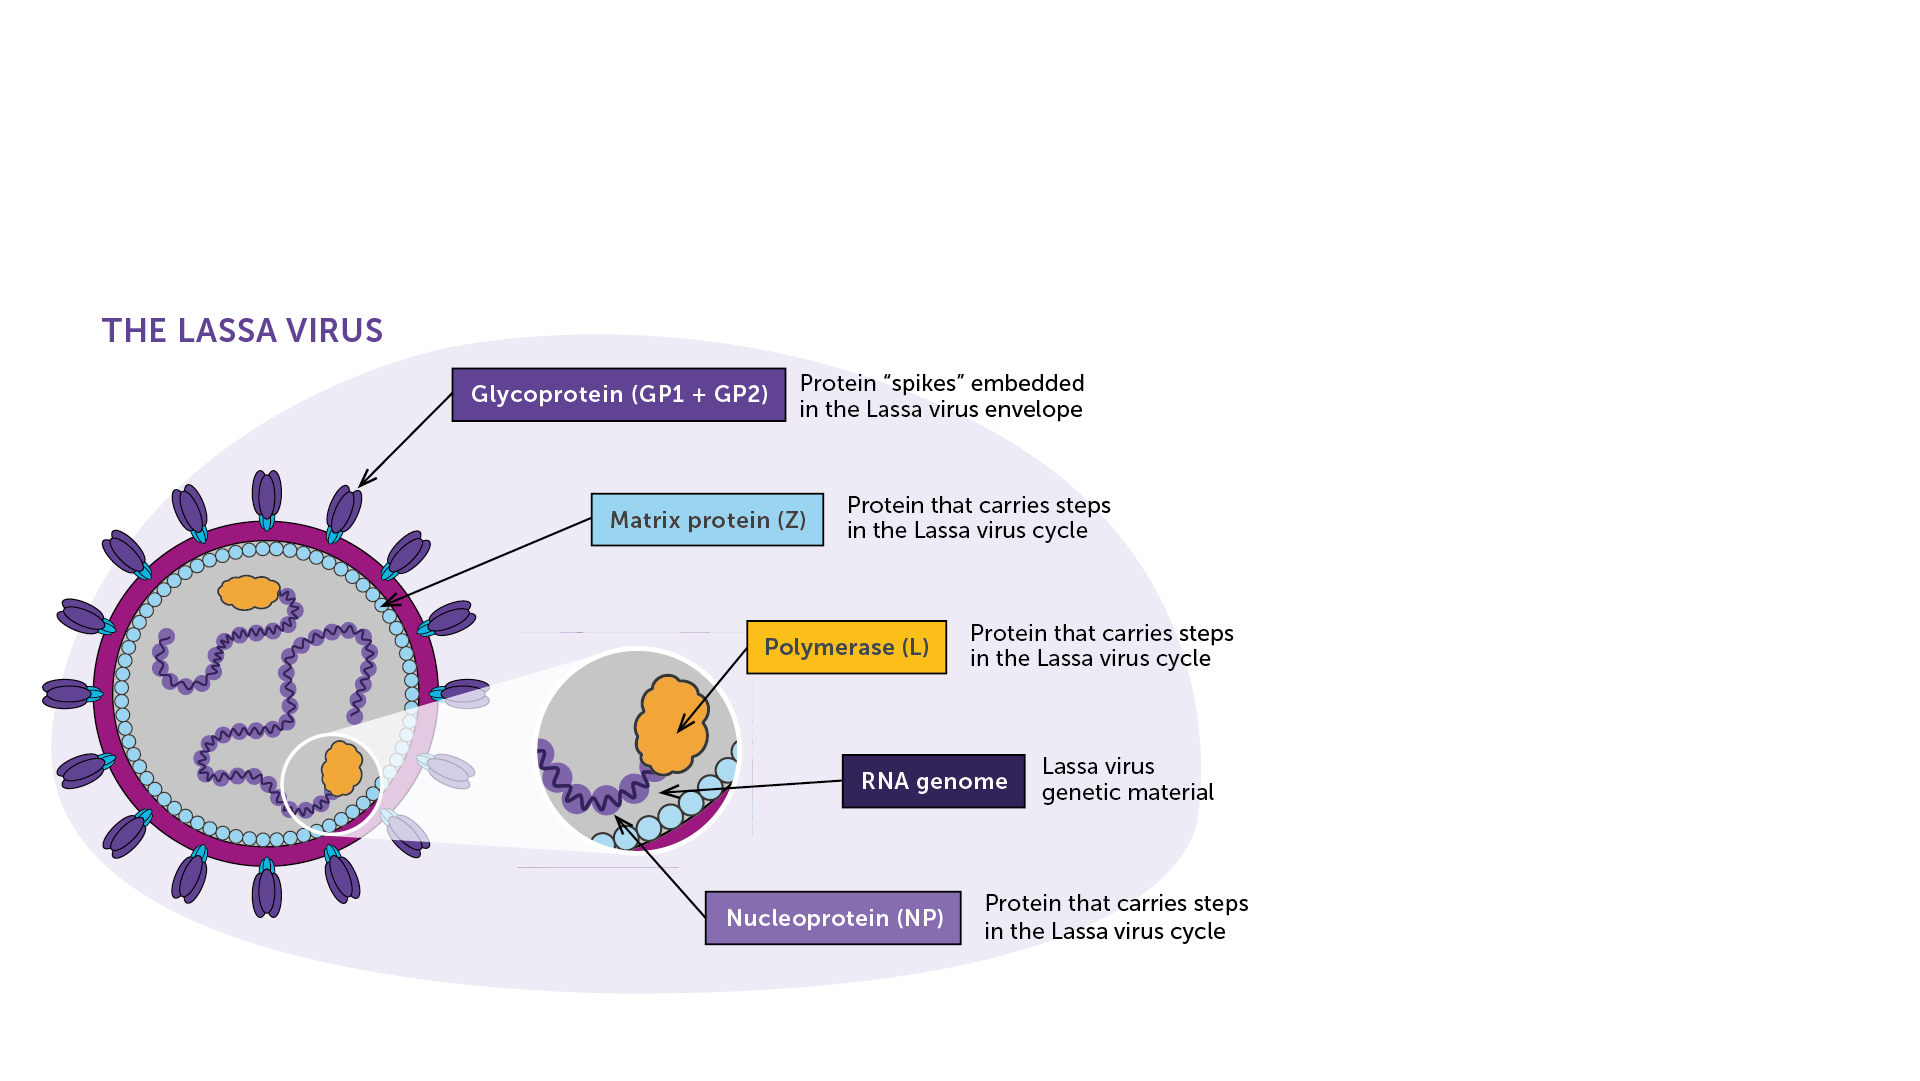 THE LASSA VIRUS
Glycoprotein (GP1 + GP2)
Protein “spikes” embedded
in the Lassa virus envelope
Matrix protein (Z)
Protein that carries steps
in the Lassa virus cycle
Polymerase (L)
Protein that carries steps
in the Lassa virus cycle
RNA genome
Lassa virus
genetic material
Nucleoprotein (NP)
Protein that carries steps
in the Lassa virus cycle